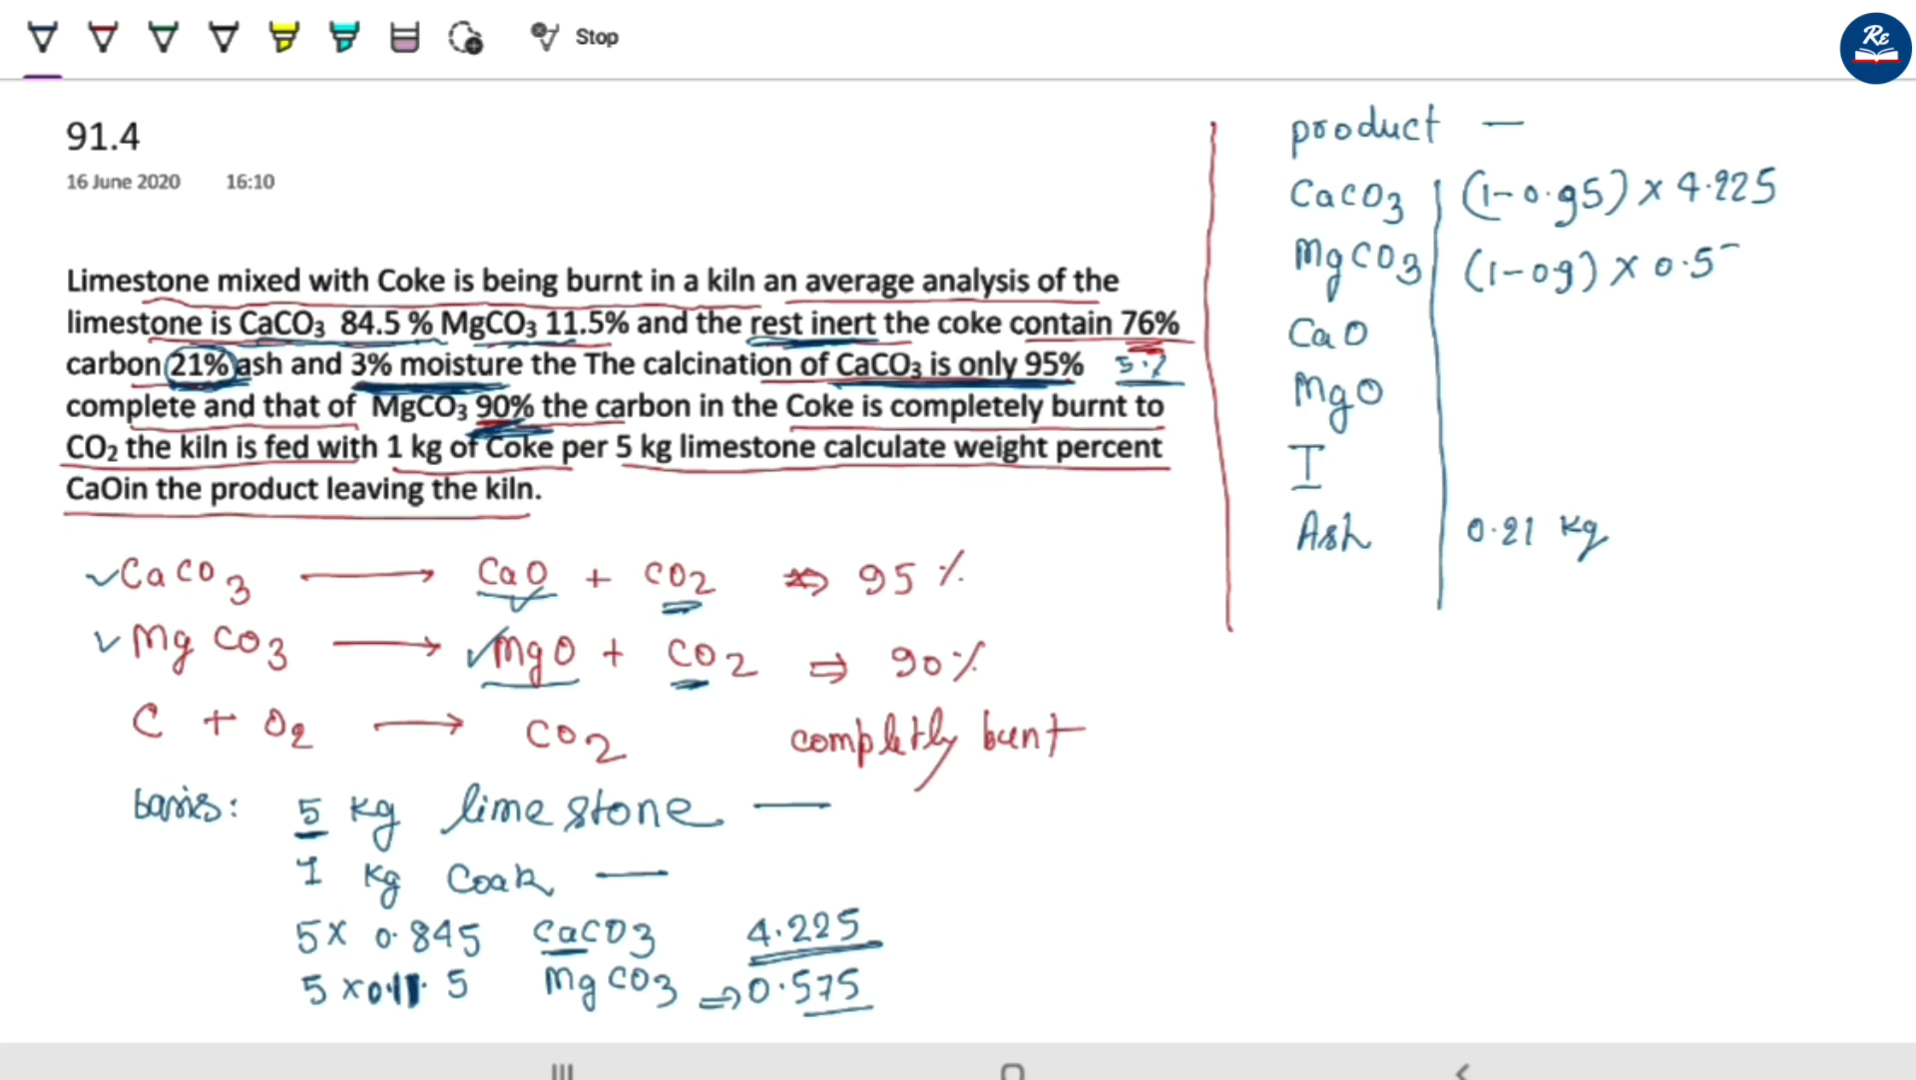 Stop
Re
91.4
16 June 2020 16:10
Limestone mixed with Coke is being burnt in a kiln an average analysis of the
limestone is CaCO₃ 84.5 % MgCO₃ 11.5% and the rest inert the coke contain 76%
carbon 21% ash and 3% moisture the The calcination of CaCO₃ is only 95% 5%
complete and that of MgCO₃ 90% the carbon in the Coke is completely burnt to
CO₂ the kiln is fed with 1 kg of Coke per 5 kg limestone calculate weight percent
CaOin the product leaving the kiln.
CaCO3 → CaO + CO2 ⇒ 95%
MgCO3 → MgO + CO2 ⇒ 90%
C + O2 → CO2 completly burnt
basis: 5 kg lime stone —
1 kg Coak —
5 x 0.845 CaCO3 4.225
5 x 0.11.5 MgCO3 ⇒ 0.575
product —
CaCO3 (1-0.95) x 4.225
MgCO3 (1-09) x 0.5
CaO
MgO
I
Ash 0.21 kg